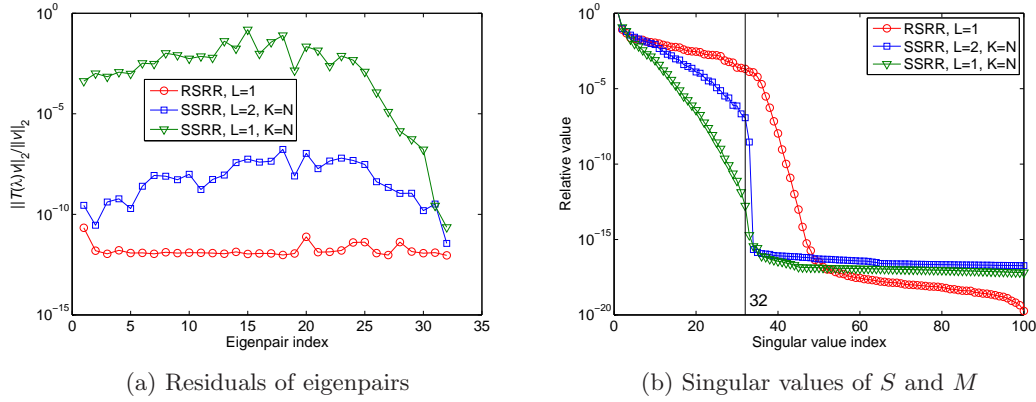 10^0
10^−5
10^−10
10^−15
||T(λ)v||_2/||v||_2
0 5 10 15 20 25 30 35
Eigenpair index
RSRR, L=1
SSRR, L=2, K=N
SSRR, L=1, K=N
(a) Residuals of eigenpairs
10^0
10^−5
10^−10
10^−15
10^−20
Relative value
0 20 40 60 80 100
Singular value index
RSRR, L=1
SSRR, L=2, K=N
SSRR, L=1, K=N
32
(b) Singular values of S and M